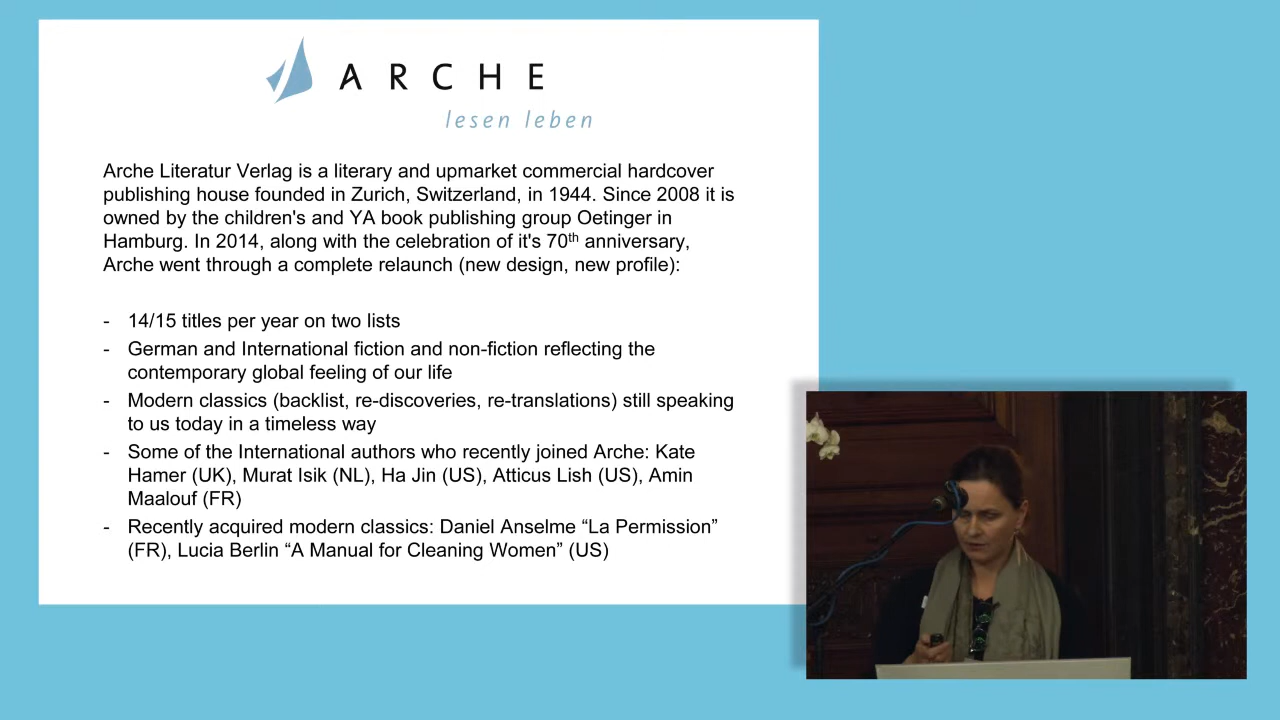 ARCHE
lesen leben
Arche Literatur Verlag is a literary and upmarket commercial hardcover
publishing house founded in Zurich, Switzerland, in 1944. Since 2008 it is
owned by the children's and YA book publishing group Oetinger in
Hamburg. In 2014, along with the celebration of it's 70th anniversary,
Arche went through a complete relaunch (new design, new profile):
- 14/15 titles per year on two lists
- German and International fiction and non-fiction reflecting the
contemporary global feeling of our life
- Modern classics (backlist, re-discoveries, re-translations) still speaking
to us today in a timeless way
- Some of the International authors who recently joined Arche: Kate
Hamer (UK), Murat Isik (NL), Ha Jin (US), Atticus Lish (US), Amin
Maalouf (FR)
- Recently acquired modern classics: Daniel Anselme “La Permission”
(FR), Lucia Berlin “A Manual for Cleaning Women” (US)